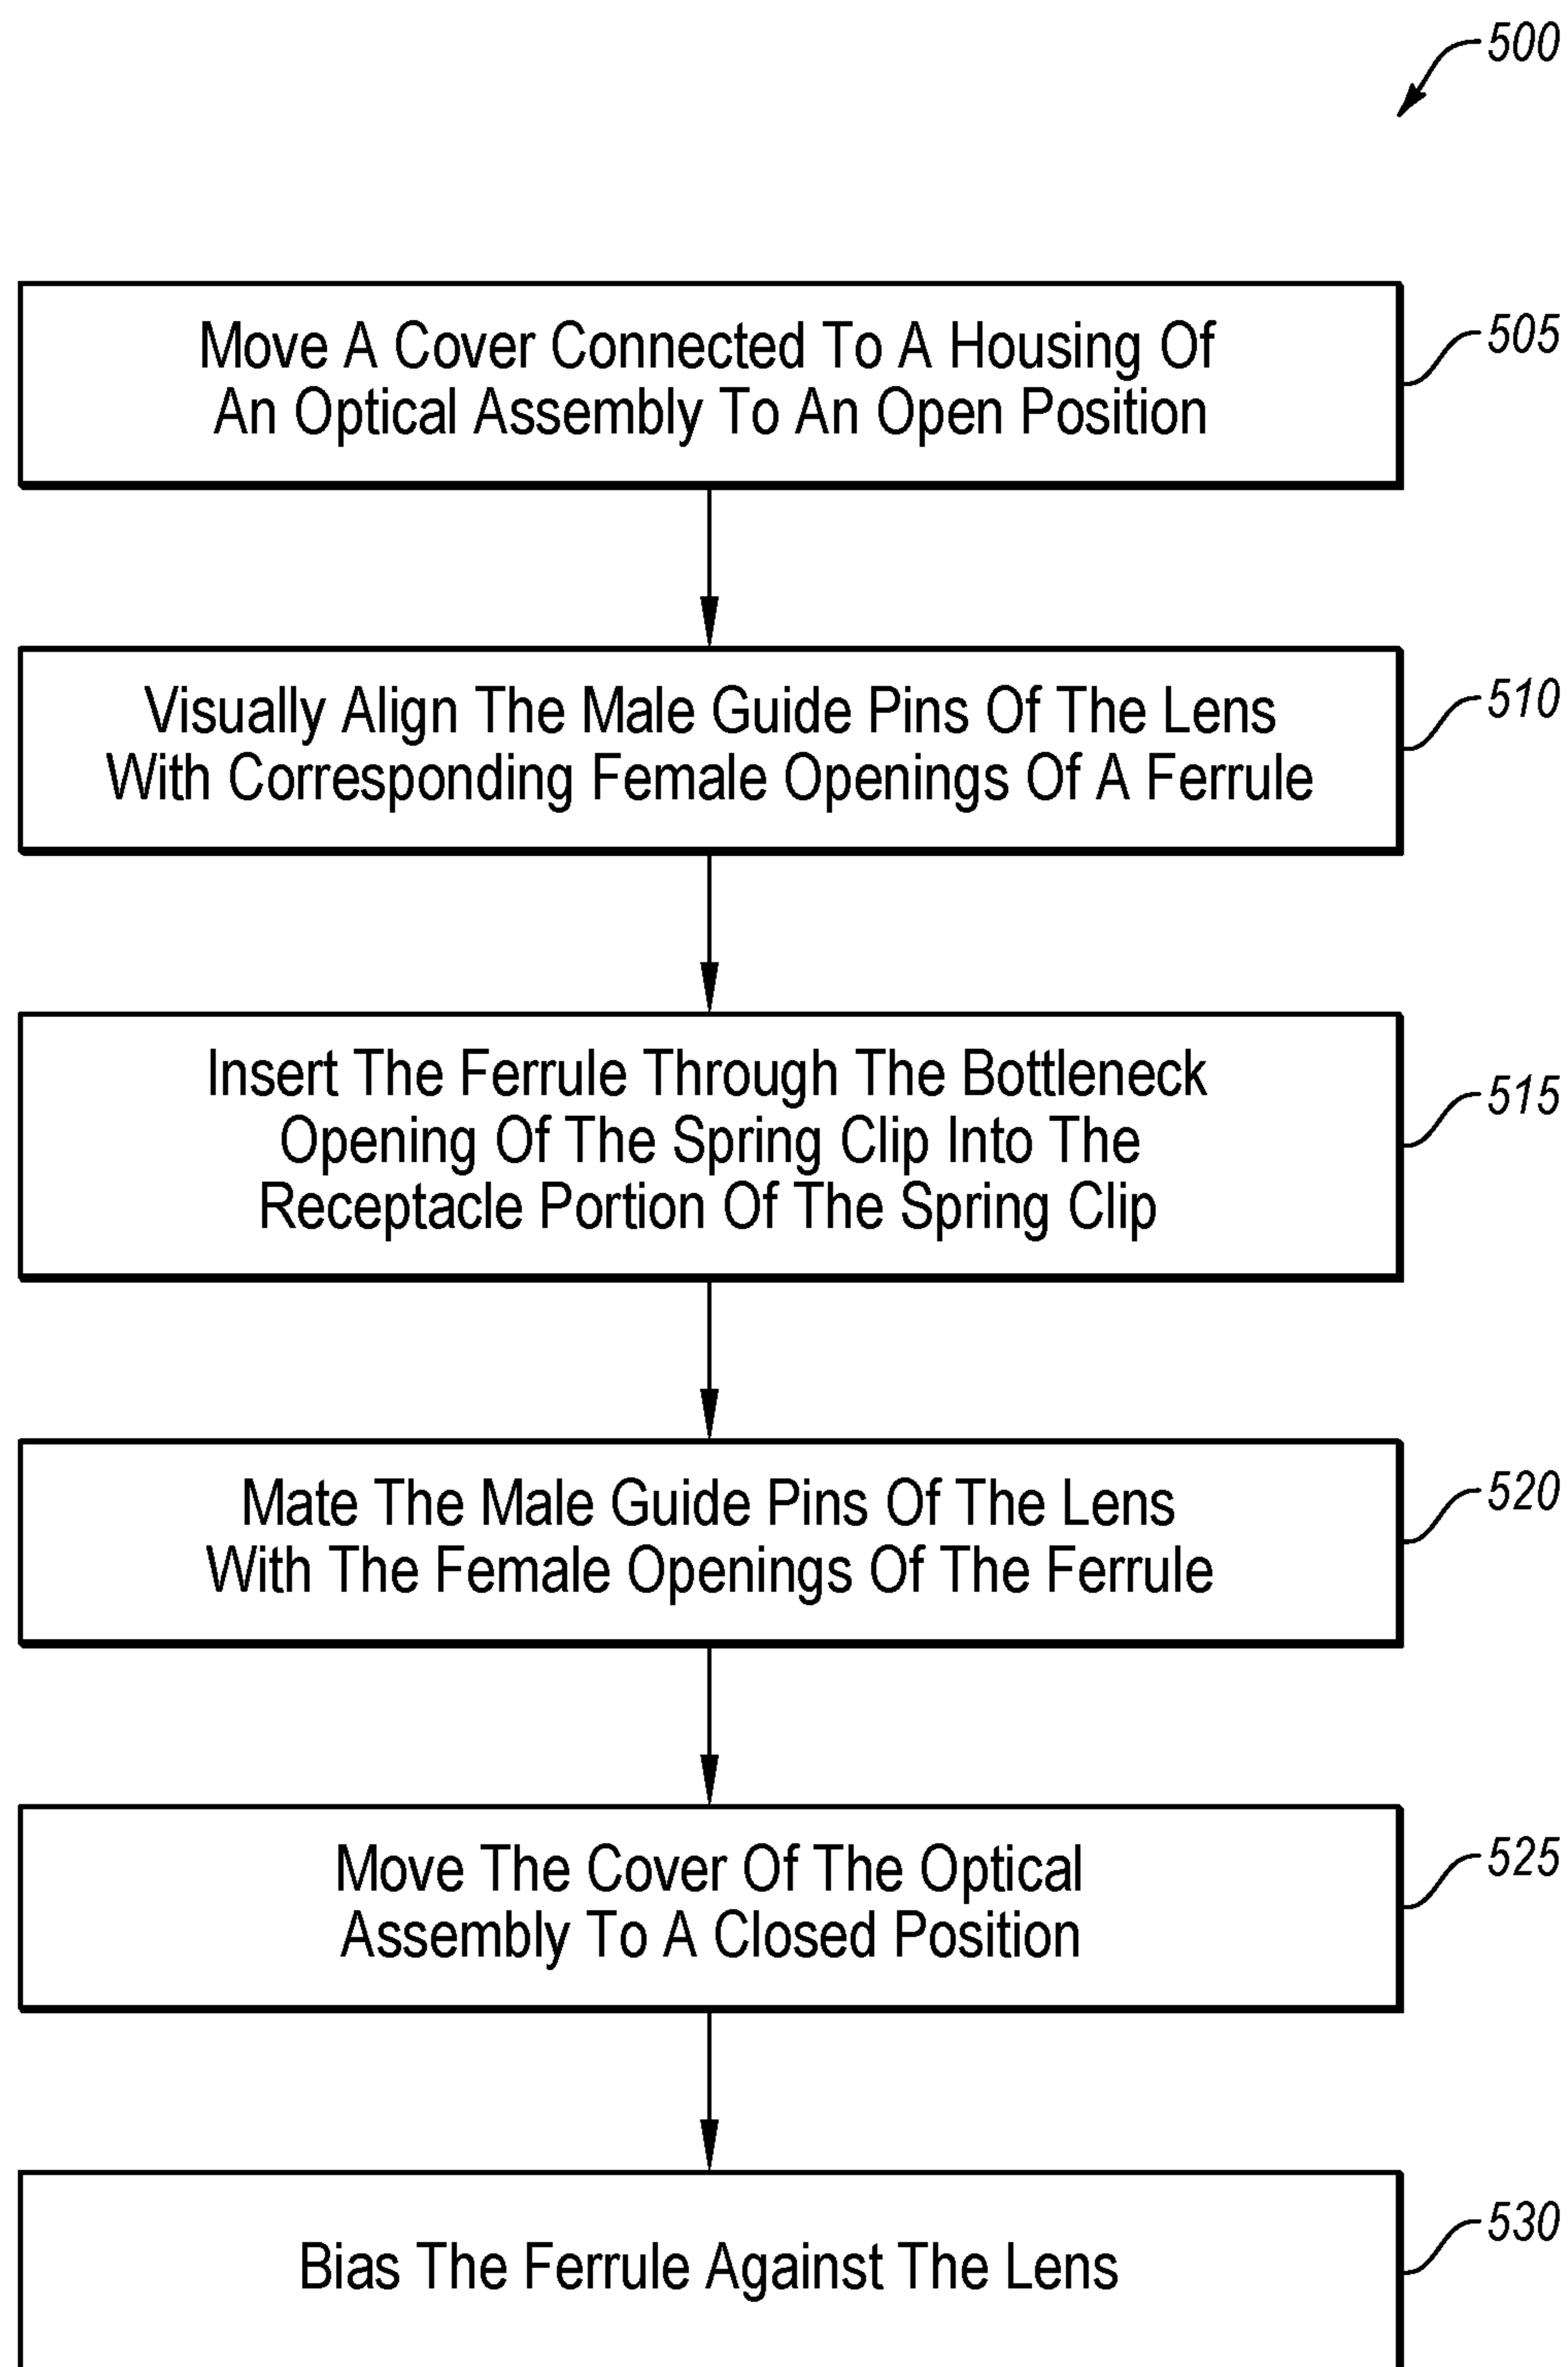 500
Move A Cover Connected To A Housing Of
An Optical Assembly To An Open Position
505
Visually Align The Male Guide Pins Of The Lens
With Corresponding Female Openings Of A Ferrule
510
Insert The Ferrule Through The Bottleneck
Opening Of The Spring Clip Into The
Receptacle Portion Of The Spring Clip
515
Mate The Male Guide Pins Of The Lens
With The Female Openings Of The Ferrule
520
Move The Cover Of The Optical
Assembly To A Closed Position
525
Bias The Ferrule Against The Lens
530